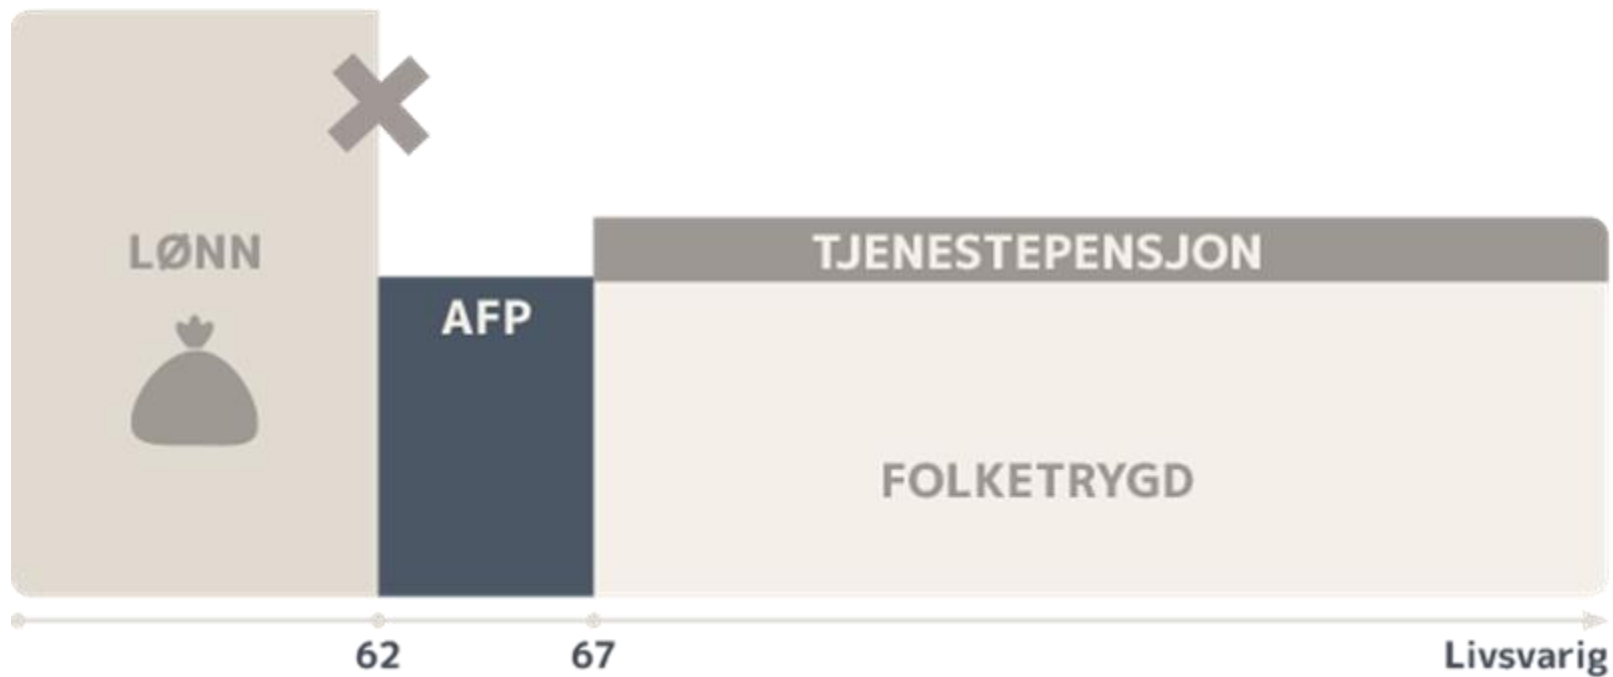 LØNN
AFP
TJENESTEPENSJON
FOLKETRYGD
62
67
Livsvarig